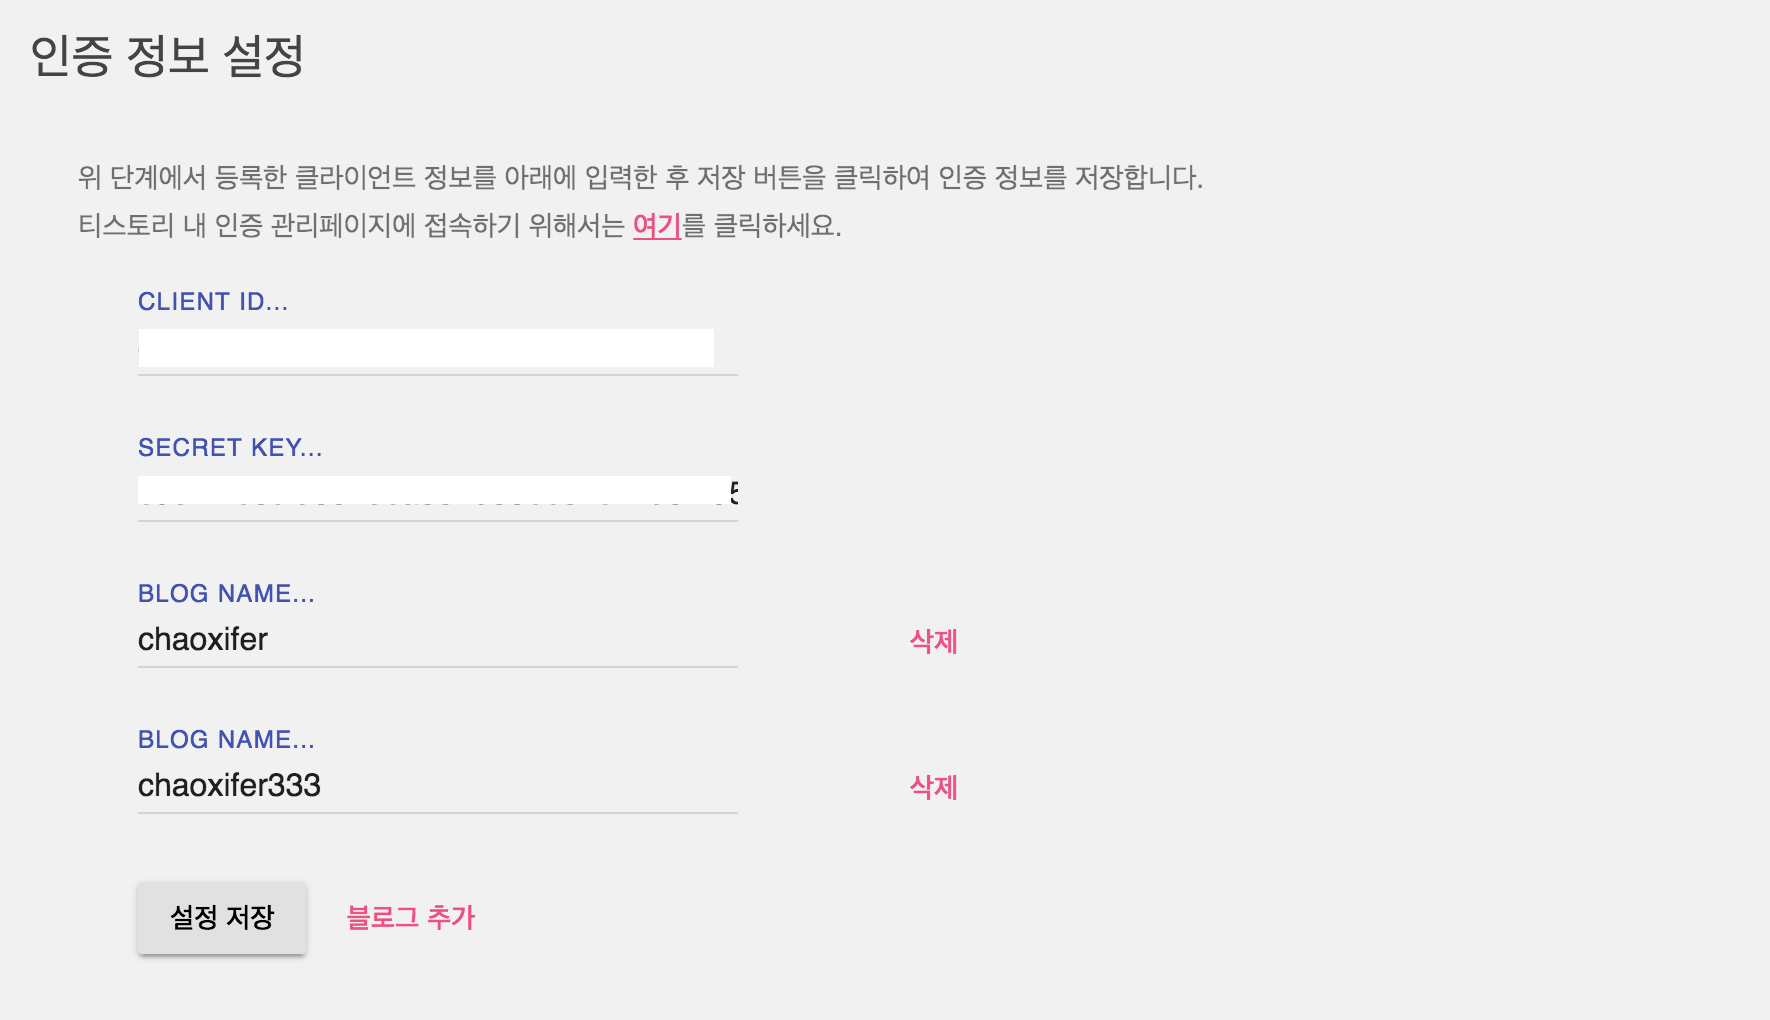 인증 정보 설정
위 단계에서 등록한 클라이언트 정보를 아래에 입력한 후 저장 버튼을 클릭하여 인증 정보를 저장합니다.
티스토리 내 인증 관리페이지에 접속하기 위해서는 여기를 클릭하세요.
CLIENT ID...
SECRET KEY...
BLOG NAME...
chaoxifer 삭제
BLOG NAME...
chaoxifer333 삭제
설정 저장 블로그 추가